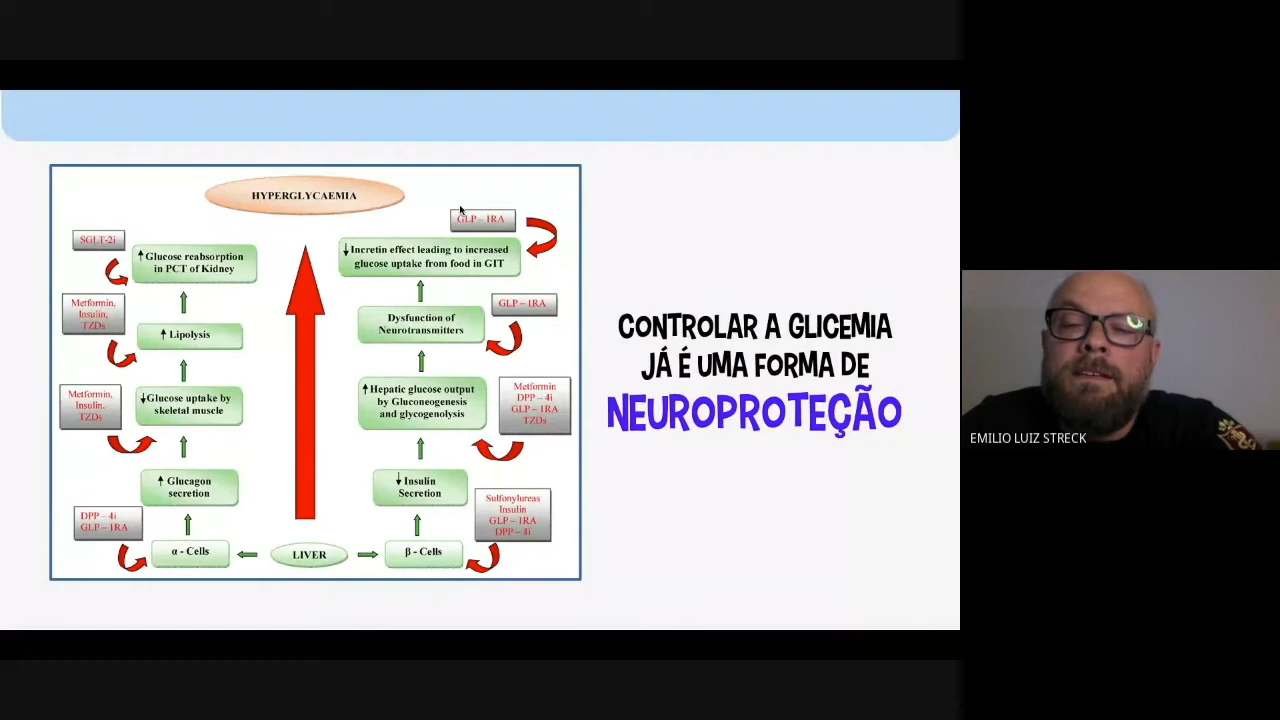 HYPERGLYCAEMIA
GLP – 1RA
SGLT-2i
↑Glucose reabsorption
in PCT of Kidney
↓Incretin effect leading to increased
glucose uptake from food in GIT
Metformin,
Insulin,
TZDs
↑ Lipolysis
GLP – 1RA
Dysfunction of
Neurotransmitters
Metformin,
Insulin,
TZDs
↓Glucose uptake by
skeletal muscle
↑Hepatic glucose output
by Gluconeogenesis
and glycogenolysis
Metformin
DPP – 4i
GLP – 1RA
TZDs
↑ Glucagon
secretion
↓ Insulin
Secretion
DPP – 4i
GLP – 1RA
Sulfonylureas
Insulin
GLP – 1RA
DPP – 4i
α - Cells
LIVER
β - Cells
CONTROLAR A GLICEMIA
JÁ É UMA FORMA DE
NEUROPROTEÇÃO
EMILIO LUIZ STRECK